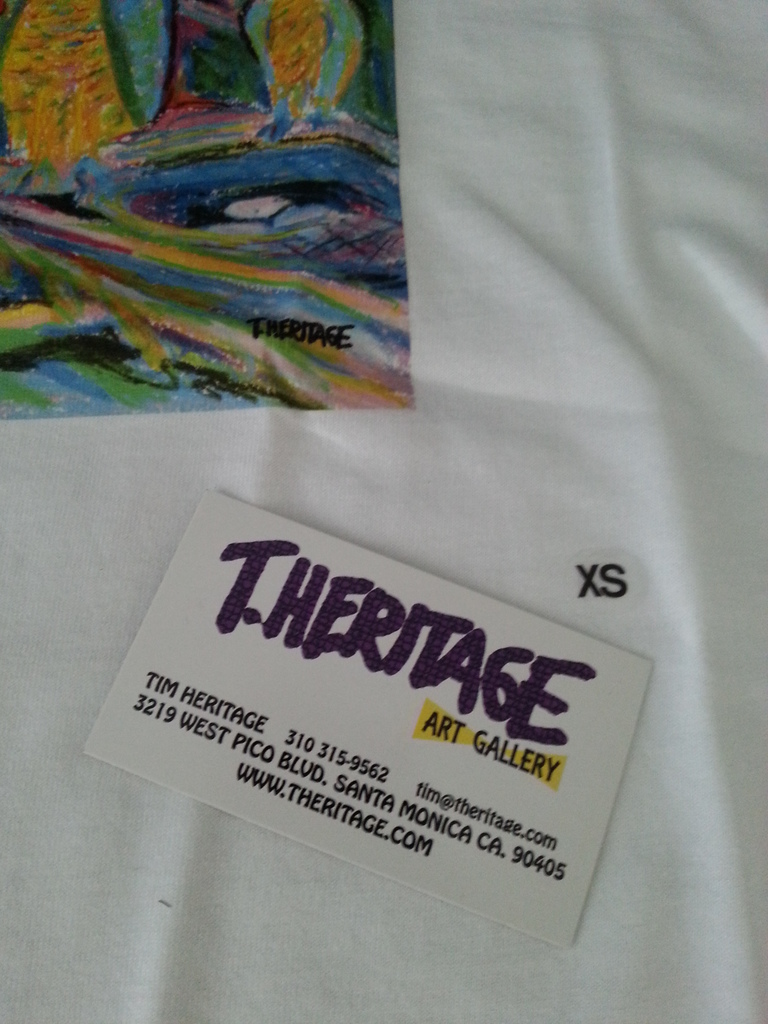 T.HERITAGE
XS
T.HERITAGE
ART GALLERY
TIM HERITAGE 310 315-9562 tim@theritage.com
3219 WEST PICO BLVD. SANTA MONICA CA. 90405
WWW.THERITAGE.COM